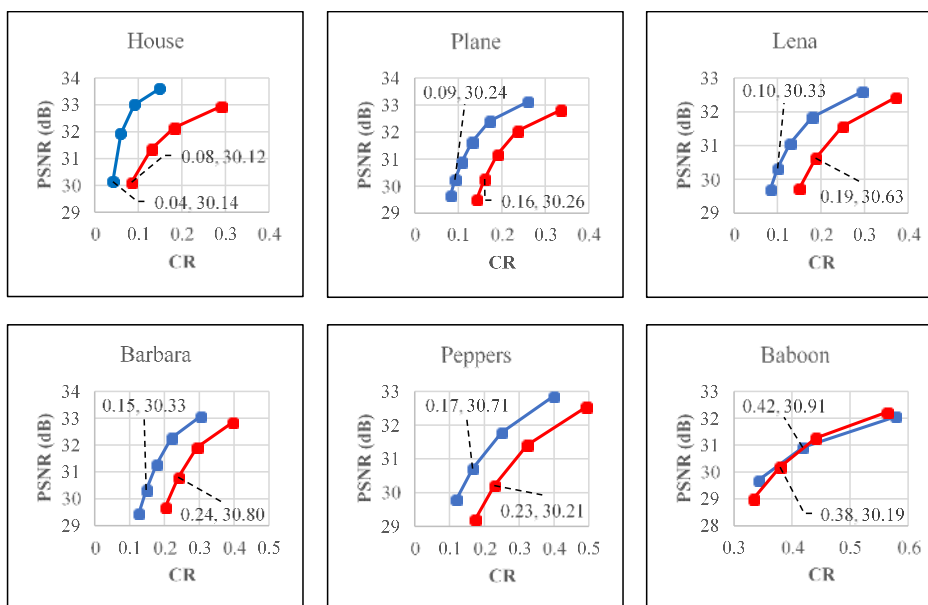 House
PSNR (dB)
34
33
32
31
30
29
0.08, 30.12
0.04, 30.14
0 0.1 0.2 0.3 0.4
CR
Plane
PSNR (dB)
34
33
32
31
30
29
0.09, 30.24
0.16, 30.26
0 0.1 0.2 0.3 0.4
CR
Lena
PSNR (dB)
33
32
31
30
29
0.10, 30.33
0.19, 30.63
0 0.1 0.2 0.3 0.4
CR
Barbara
PSNR (dB)
34
33
32
31
30
29
0.15, 30.33
0.24, 30.80
0 0.1 0.2 0.3 0.4 0.5
CR
Peppers
PSNR (dB)
33
32
31
30
29
0.17, 30.71
0.23, 30.21
0 0.1 0.2 0.3 0.4 0.5
CR
Baboon
PSNR (dB)
33
32
31
30
29
28
0.42, 30.91
0.38, 30.19
0.3 0.4 0.5 0.6
CR